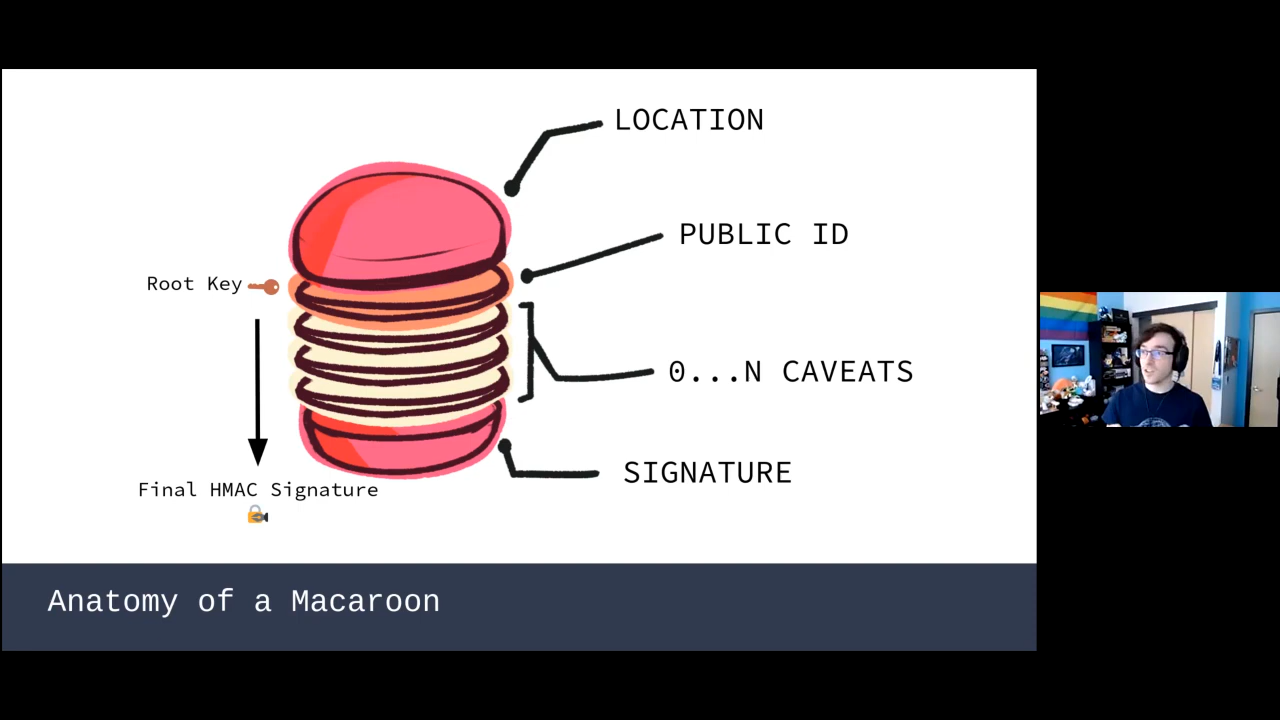 LOCATION
PUBLIC ID
Root Key
0...N CAVEATS
SIGNATURE
Final HMAC Signature
Anatomy of a Macaroon